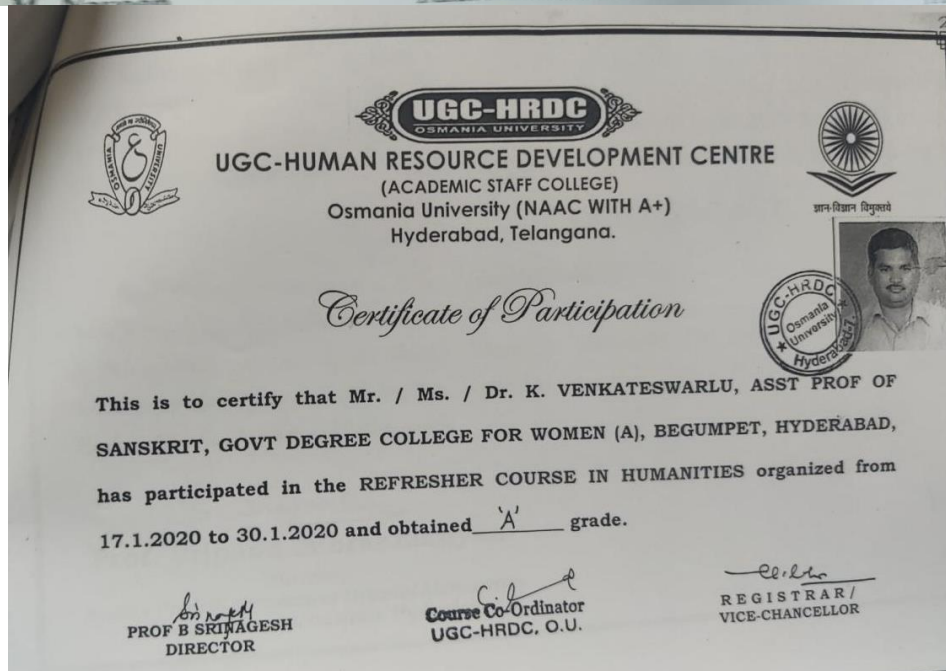 UGC-HRDC
OSMANIA UNIVERSITY
OSMANIA UNIVERSITY
UGC-HUMAN RESOURCE DEVELOPMENT CENTRE
(ACADEMIC STAFF COLLEGE)
Osmania University (NAAC WITH A+)
Hyderabad, Telangana.
ज्ञान-विज्ञान विमुक्तये
Certificate of Participation
UGC-HRDC
Osmania
University
Hyderabad-7.
This is to certify that Mr. / Ms. / Dr. K. VENKATESWARLU, ASST PROF OF
SANSKRIT, GOVT DEGREE COLLEGE FOR WOMEN (A), BEGUMPET, HYDERABAD,
has participated in the REFRESHER COURSE IN HUMANITIES organized from
17.1.2020 to 30.1.2020 and obtained 'A' grade.
PROF B SRINAGESH
DIRECTOR
Course Co-Ordinator
UGC-HRDC, O.U.
REGISTRAR/
VICE-CHANCELLOR